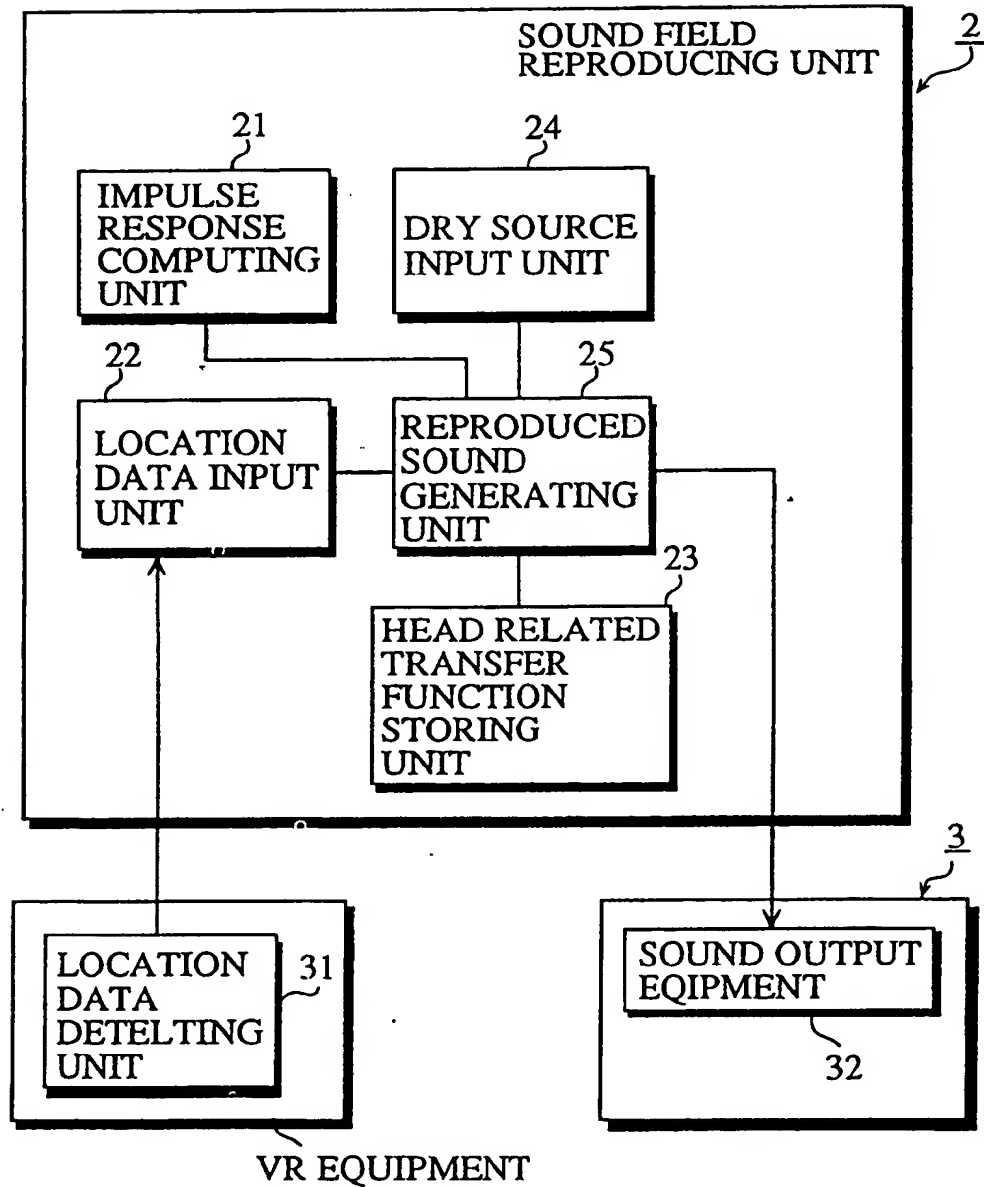 SOUND FIELD
REPRODUCING UNIT
2
21
24
IMPULSE
RESPONSE
COMPUTING
UNIT
DRY SOURCE
INPUT UNIT
22
25
LOCATION
DATA INPUT
UNIT
REPRODUCED
SOUND
GENERATING
UNIT
23
HEAD RELATED
TRANSFER
FUNCTION
STORING
UNIT
3
LOCATION
DATA
DETELTING
UNIT
31
SOUND OUTPUT
EQIPMENT
32
VR EQUIPMENT